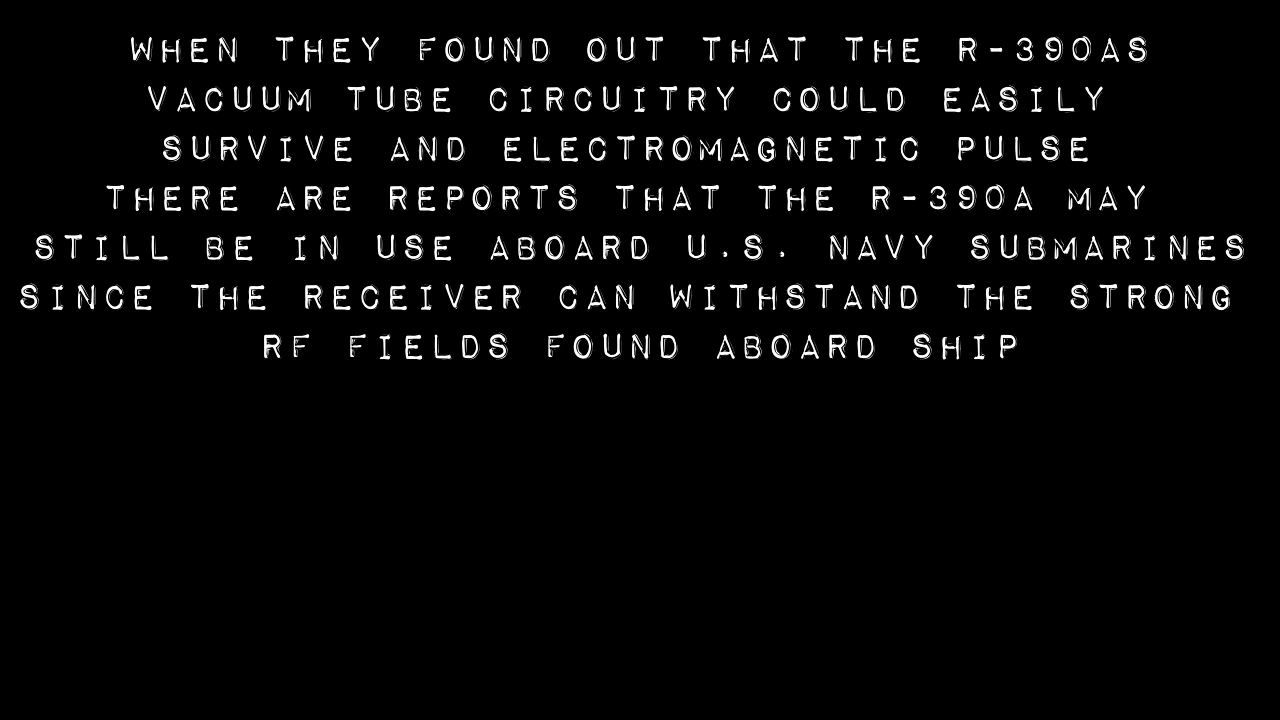 WHEN THEY FOUND OUT THAT THE R-390AS
VACUUM TUBE CIRCUITRY COULD EASILY
SURVIVE AND ELECTROMAGNETIC PULSE
THERE ARE REPORTS THAT THE R-390A MAY
STILL BE IN USE ABOARD U.S. NAVY SUBMARINES
SINCE THE RECEIVER CAN WITHSTAND THE STRONG
RF FIELDS FOUND ABOARD SHIP